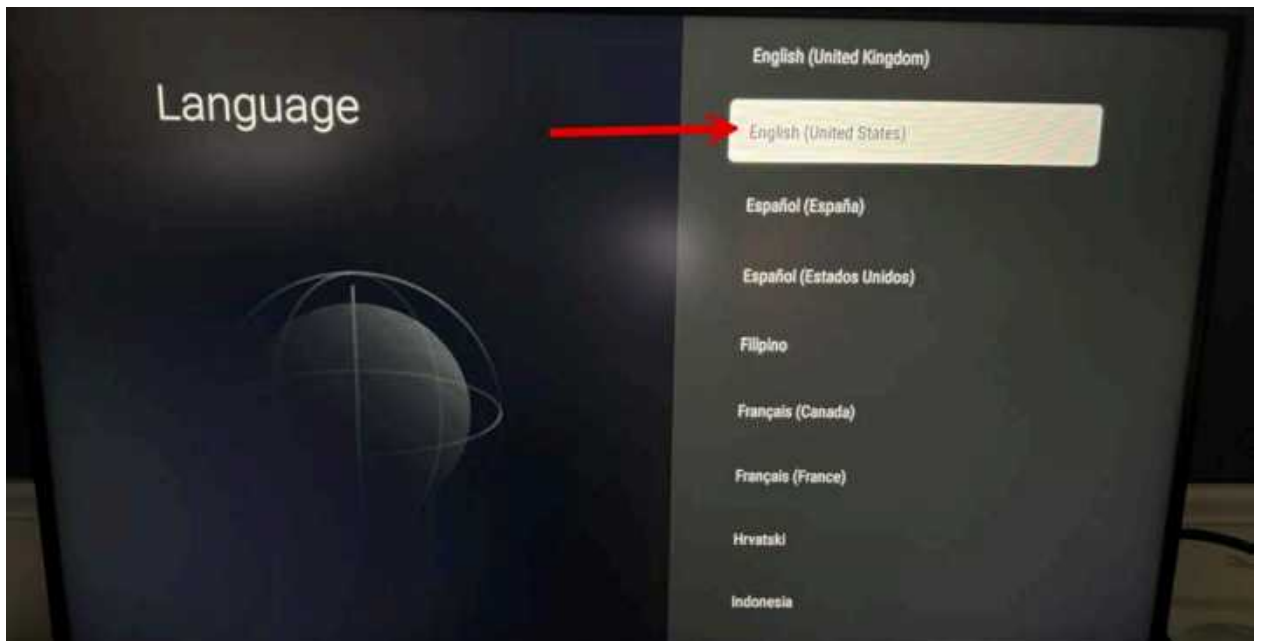 Language
English (United Kingdom)
English (United States)
Español (España)
Español (Estados Unidos)
Filipino
Français (Canada)
Français (France)
Hrvatski
Indonesia